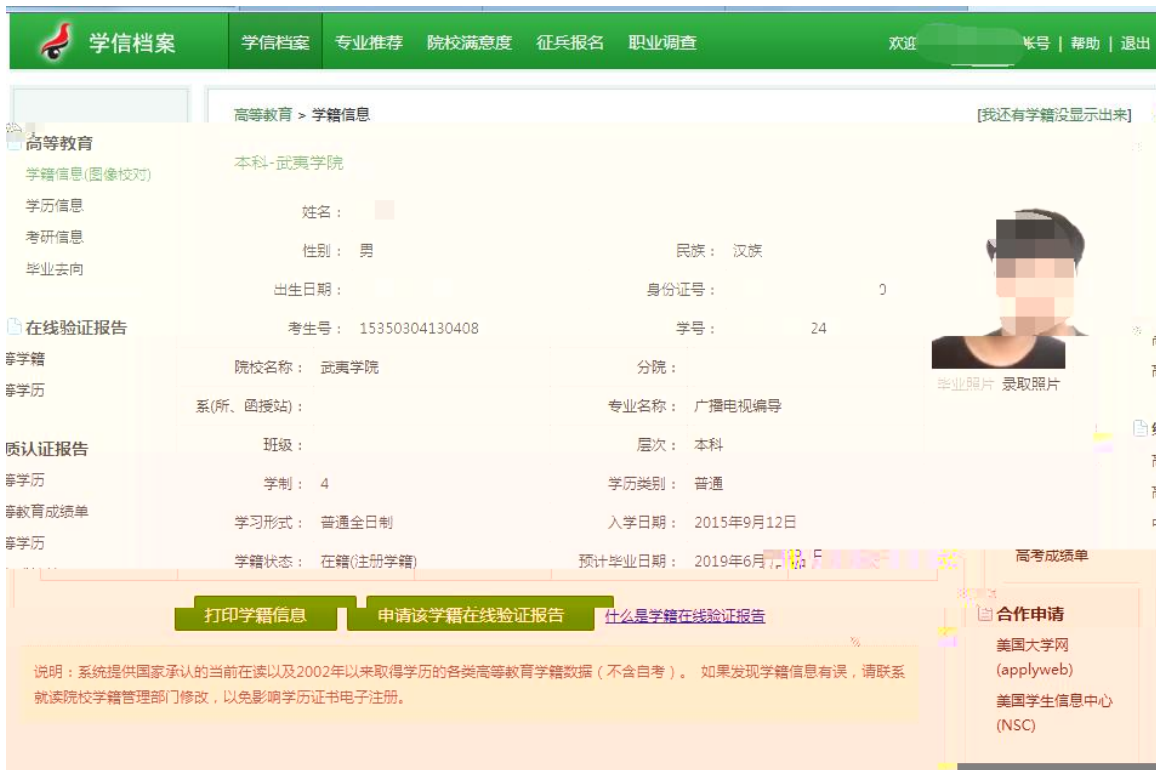 学信档案 学信档案 专业推荐 院校满意度 征兵报名 职业调查 欢迎 账号 | 帮助 | 退出
高等教育 > 学籍信息 [我还有学籍没显示出来]
高等教育
学籍信息(图像校对)
学历信息
考研信息
毕业去向
在线验证报告
等学籍
等学历
质认证报告
等学历
等教育成绩单
等学历
本科-武夷学院
姓名：
性别： 男 民族： 汉族
出生日期： 身份证号： 0
考生号： 15350304130408 学号： 24
院校名称： 武夷学院 分院：
系(所、函授站)： 专业名称： 广播电视编导
班级： 层次： 本科
学制： 4 学历类别： 普通
学习形式： 普通全日制 入学日期： 2015年9月12日
学籍状态： 在籍(注册学籍) 预计毕业日期： 2019年6月
毕业照片 录取照片
打印学籍信息 申请该学籍在线验证报告 什么是学籍在线验证报告
说明：系统提供国家承认的当前在读以及2002年以来取得学历的各类高等教育学籍数据（不含自考）。 如果发现学籍信息有误，请联系
就读院校学籍管理部门修改，以免影响学历证书电子注册。
高考成绩单
合作申请
美国大学网
(applyweb)
美国学生信息中心
(NSC)